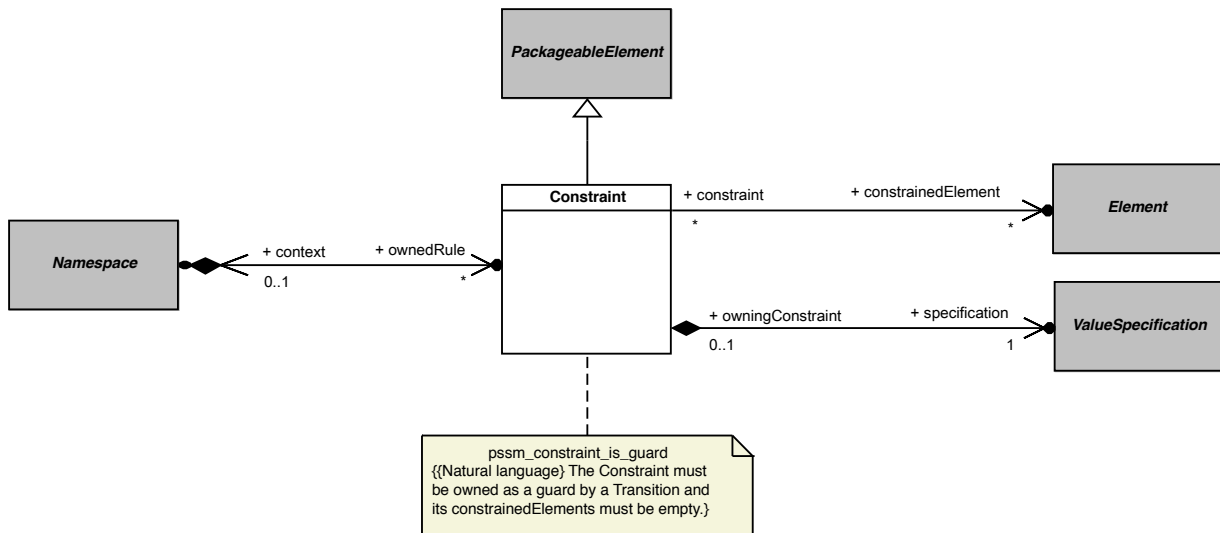 PackageableElement
Constraint
+ constraint
+ constrainedElement
*
*
Element
Namespace
+ context
+ ownedRule
0..1
*
+ owningConstraint
+ specification
0..1
1
ValueSpecification
pssm_constraint_is_guard
{{Natural language} The Constraint must
be owned as a guard by a Transition and
its constrainedElements must be empty.}